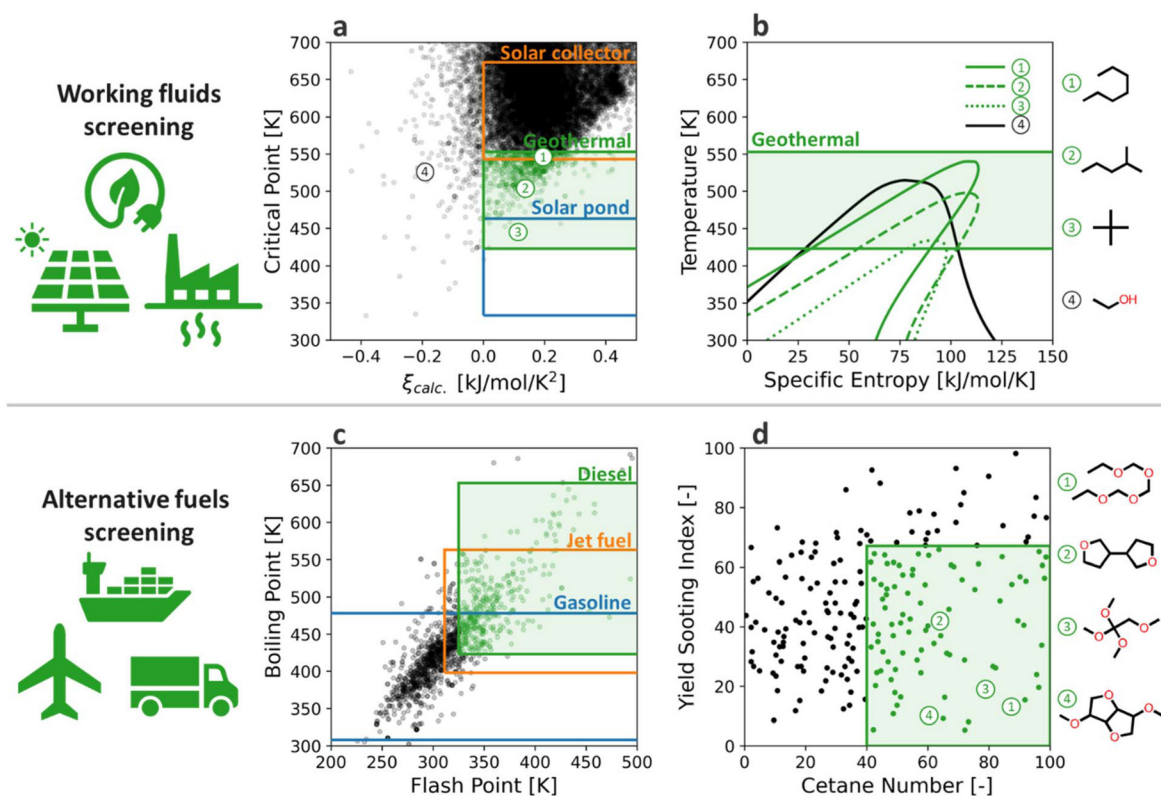 Working fluids
screening
a
Critical Point [K]
700
650
600
550
500
450
400
350
300
Solar collector
Geothermal
Solar pond
1
2
3
4
−0.4 −0.2 0.0 0.2 0.4
ξcalc. [kJ/mol/K²]
b
Temperature [K]
700
650
600
550
500
450
400
350
300
Geothermal
1
2
3
4
0 25 50 75 100 125 150
Specific Entropy [kJ/mol/K]
1
2
3
4
OH
Alternative fuels
screening
c
Boiling Point [K]
700
650
600
550
500
450
400
350
300
Diesel
Jet fuel
Gasoline
200 250 300 350 400 450 500
Flash Point [K]
d
Yield Sooting Index [-]
100
80
60
40
20
0
2
3
1
4
0 20 40 60 80 100
Cetane Number [-]
1
O
O
O
O
2
O
O
3
O
O
O
O
4
O
O
O
O